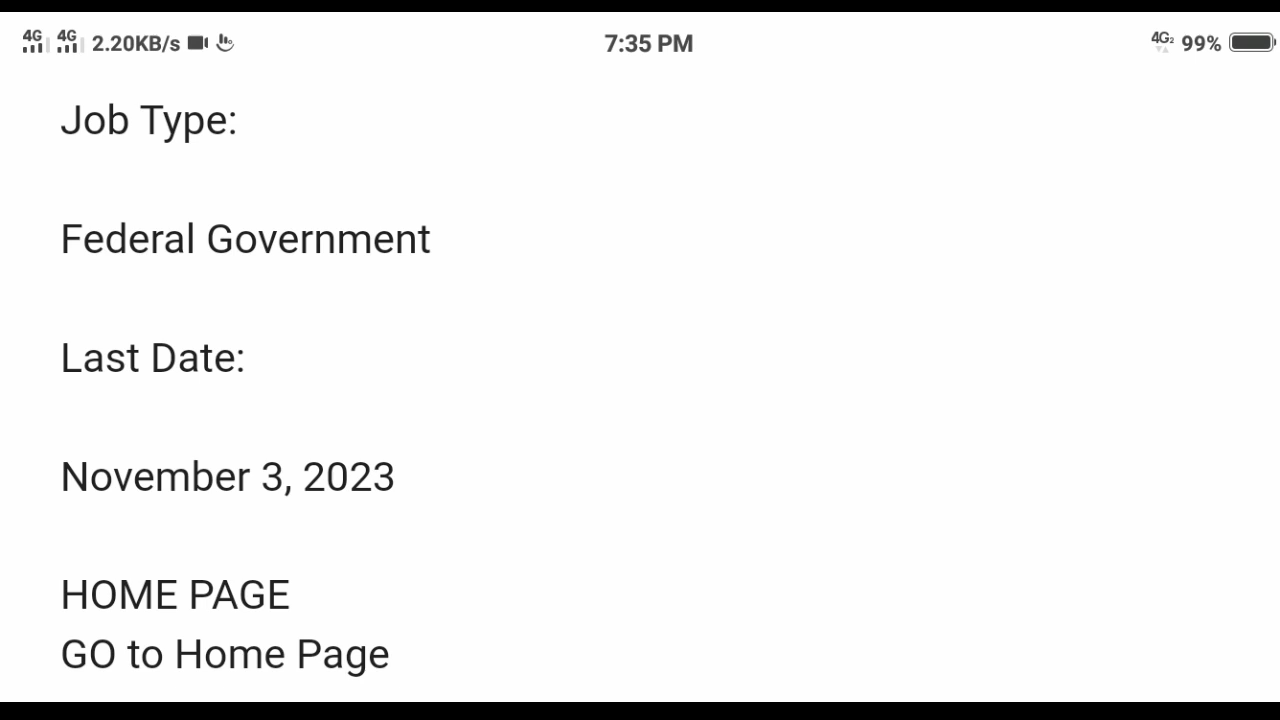 4G 4G 2.20KB/s 7:35 PM 4G2 99%
Job Type:
Federal Government
Last Date:
November 3, 2023
HOME PAGE
GO to Home Page